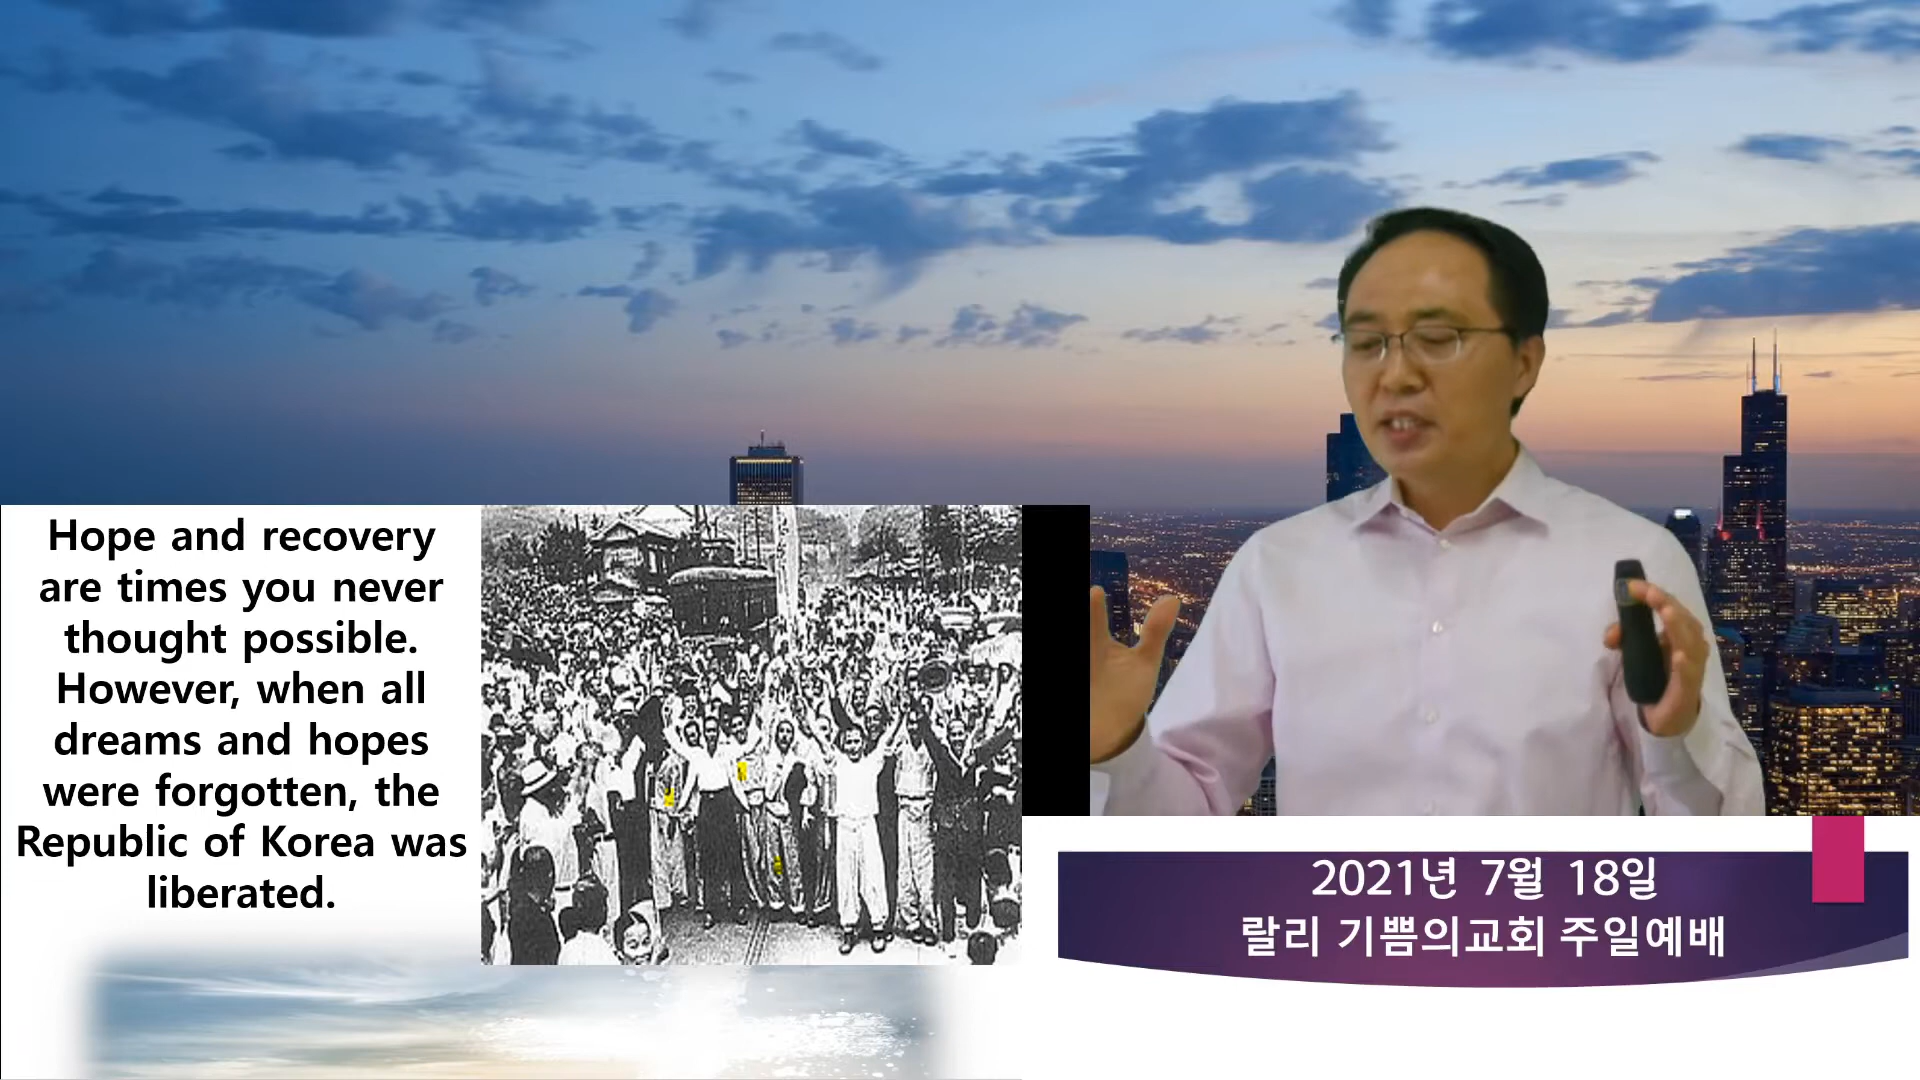 Hope and recovery
are times you never
thought possible.
However, when all
dreams and hopes
were forgotten, the
Republic of Korea was
liberated.
2021년 7월 18일
랄리 기쁨의교회 주일예배